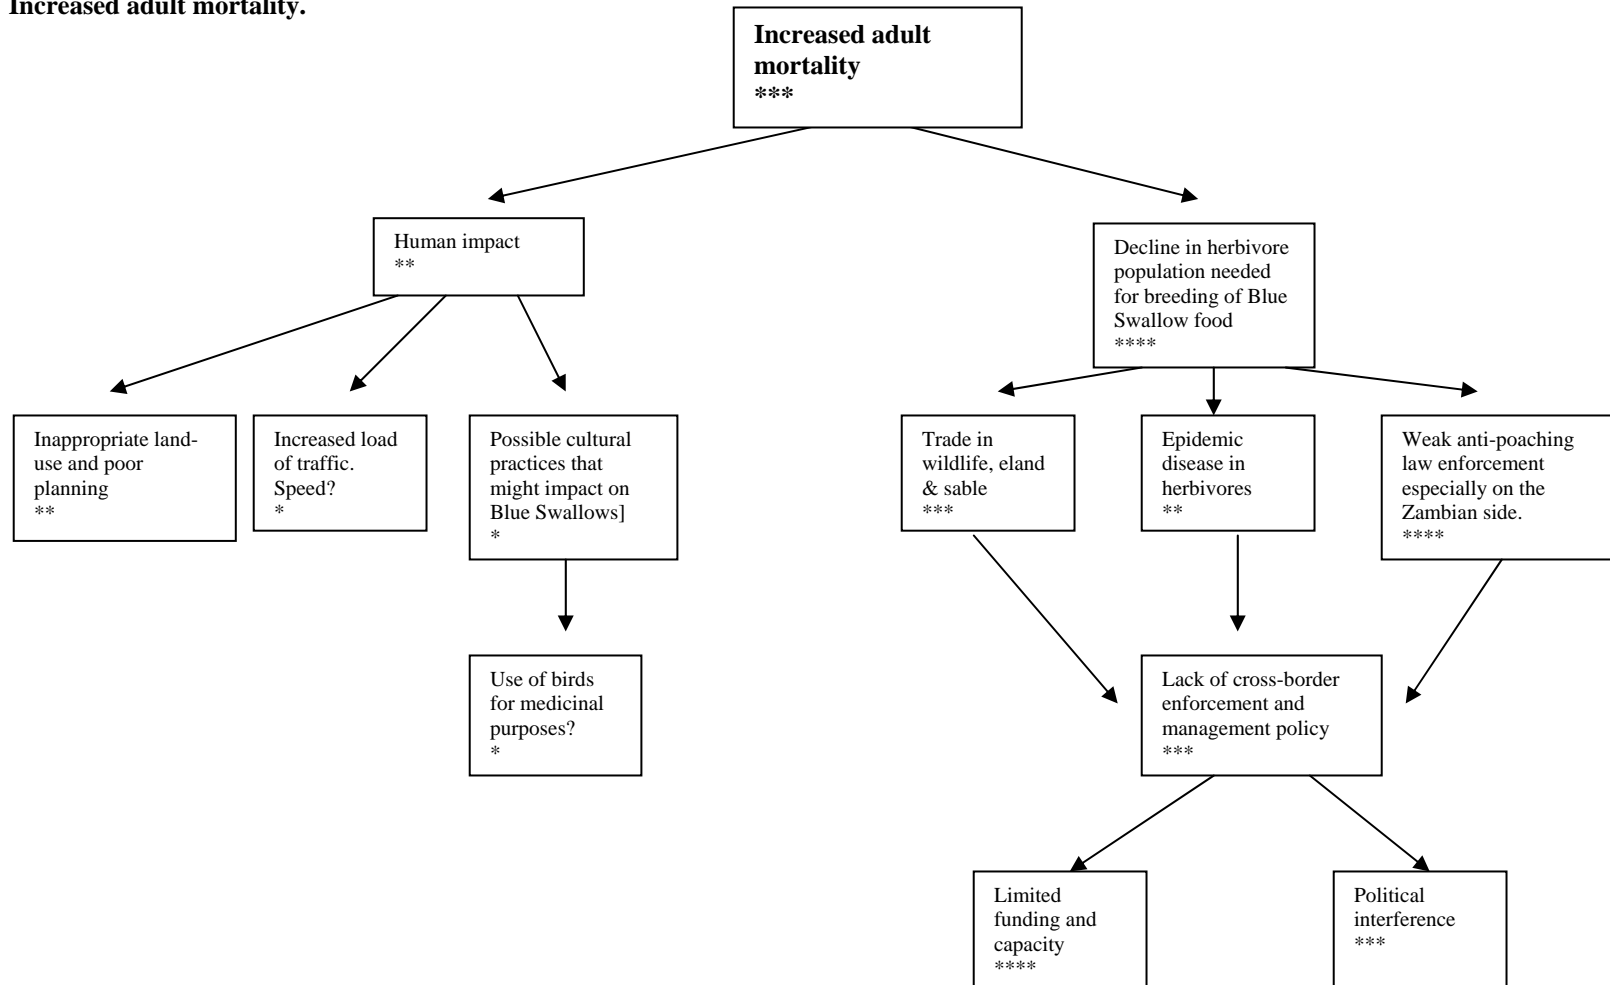 Increased adult mortality.
Increased adult
mortality
***
Human impact
**
Decline in herbivore
population needed
for breeding of Blue
Swallow food
****
Inappropriate land-
use and poor
planning
**
Increased load
of traffic.
Speed?
*
Possible cultural
practices that
might impact on
Blue Swallows]
*
Trade in
wildlife, eland
& sable
***
Epidemic
disease in
herbivores
**
Weak anti-poaching
law enforcement
especially on the
Zambian side.
****
Use of birds
for medicinal
purposes?
*
Lack of cross-border
enforcement and
management policy
***
Limited
funding and
capacity
****
Political
interference
***